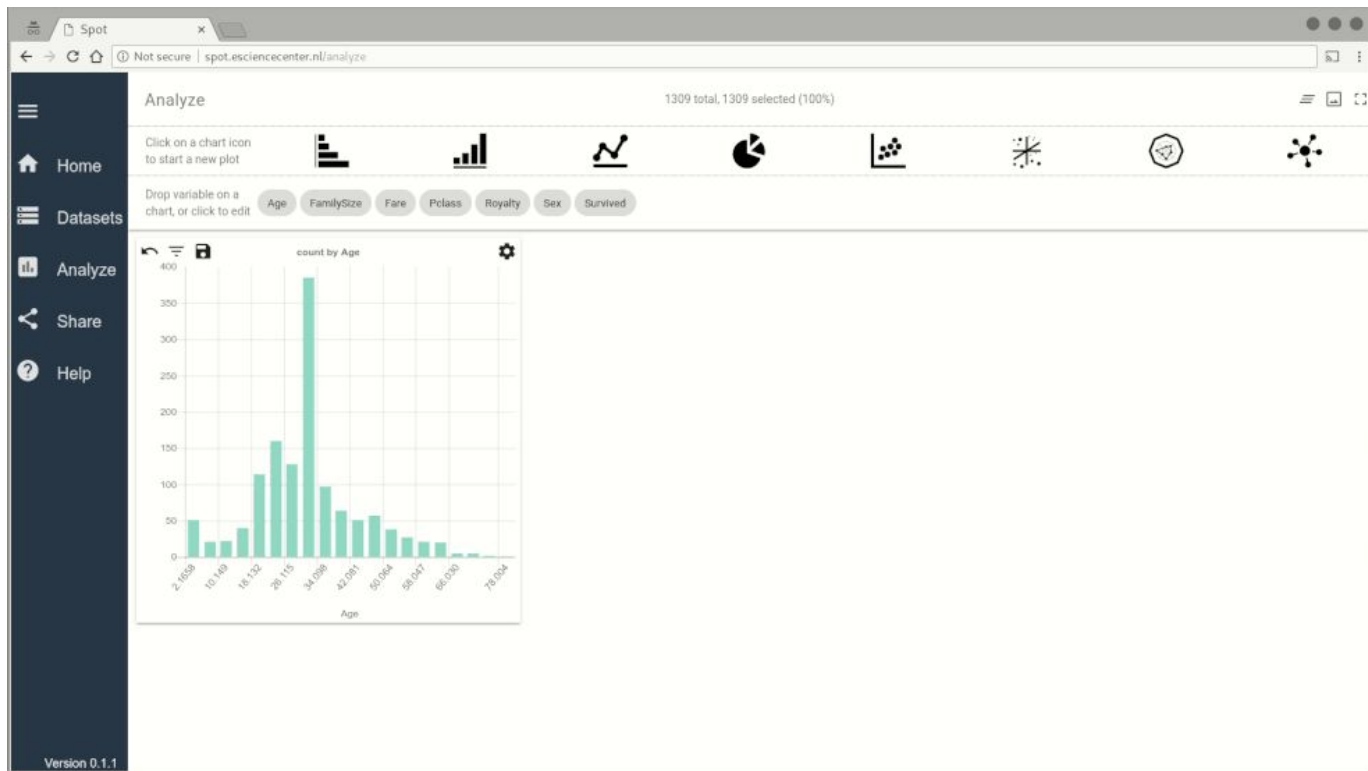 Spot
Not secure | spot.esciencecenter.nl/analyze
Home
Datasets
Analyze
Share
Help
Version 0.1.1
Analyze
1309 total, 1309 selected (100%)
Click on a chart icon
to start a new plot
Drop variable on a
chart, or click to edit
Age FamilySize Fare Pclass Royalty Sex Survived
count by Age
400
350
300
250
200
150
100
50
0
2.1658 10.149 18.132 26.115 34.098 42.081 50.064 58.047 66.030 78.004
Age